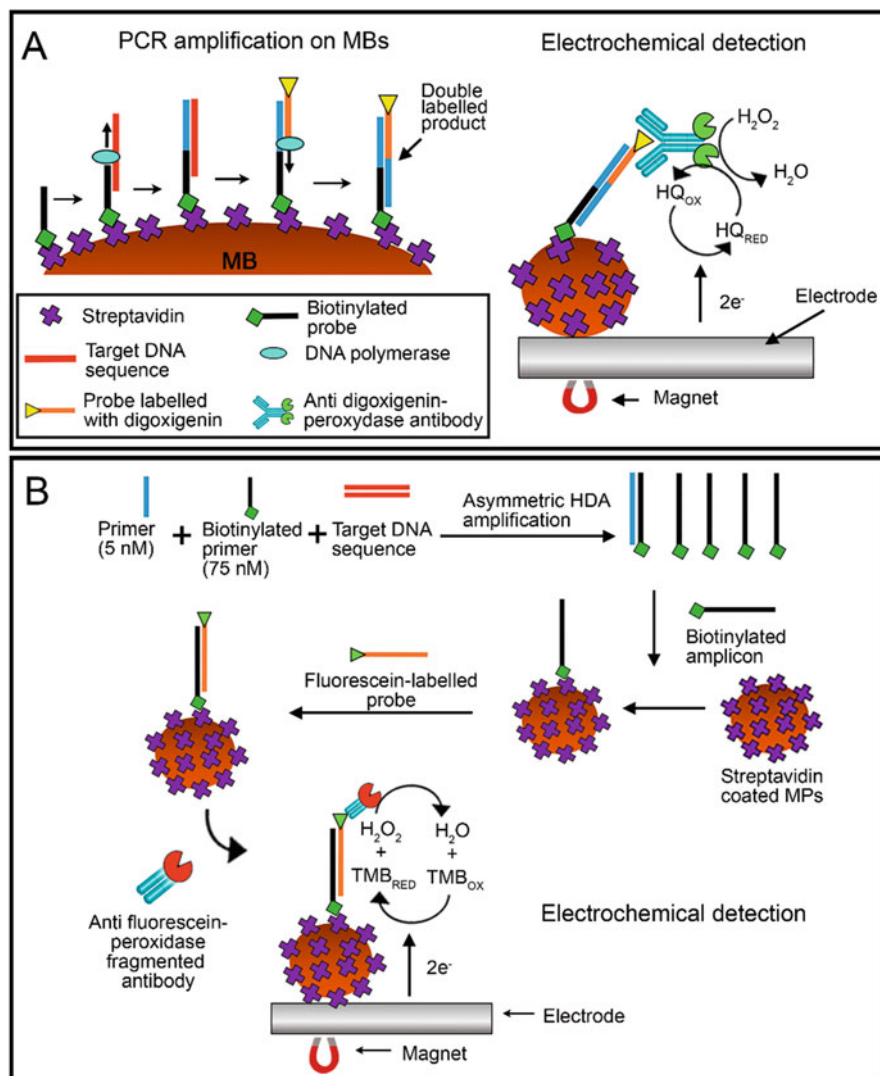 A
PCR amplification on MBs
Electrochemical detection
Double
labelled
product
H2O2
H2O
HQOX
HQRED
MB
2e-
Electrode
Magnet
Streptavidin
Biotinylated
probe
Target DNA
sequence
DNA polymerase
Probe labelled
with digoxigenin
Anti digoxigenin-
peroxydase antibody
B
Primer
(5 nM)
+
Biotinylated
primer
(75 nM)
+
Target DNA
sequence
Asymmetric HDA
amplification
Biotinylated
amplicon
Fluorescein-labelled
probe
Streptavidin
coated MPs
Anti fluorescein-
peroxidase
fragmented
antibody
H2O2
+
TMBRED
H2O
+
TMBOX
Electrochemical detection
2e-
Electrode
Magnet